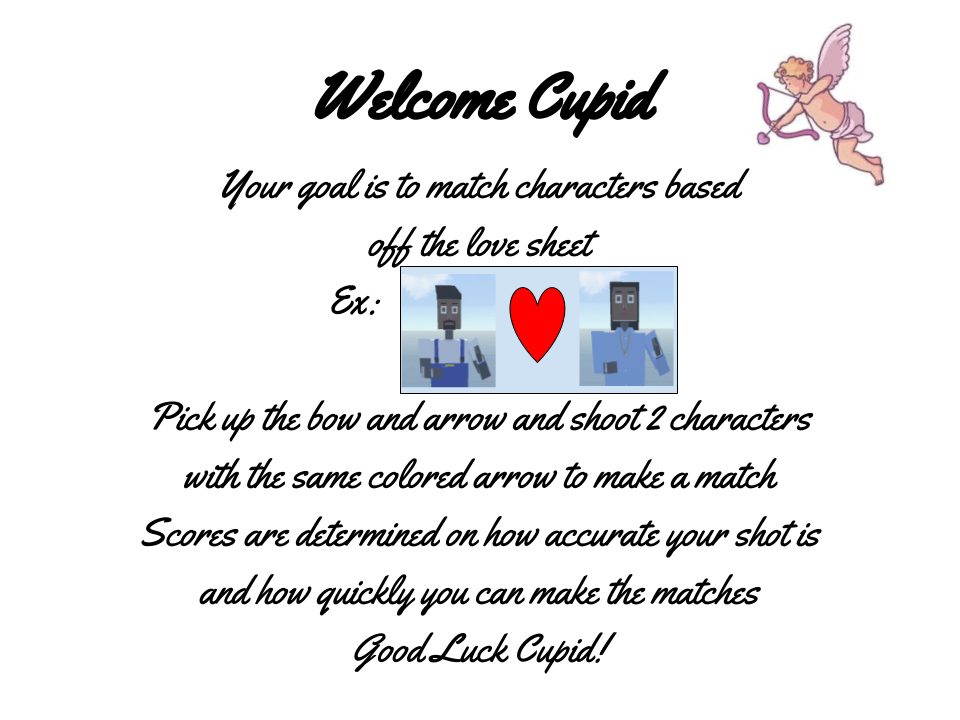 Welcome Cupid
Your goal is to match characters based
off the love sheet
Ex:
Pick up the bow and arrow and shoot 2 characters
with the same colored arrow to make a match
Scores are determined on how accurate your shot is
and how quickly you can make the matches
Good Luck Cupid!